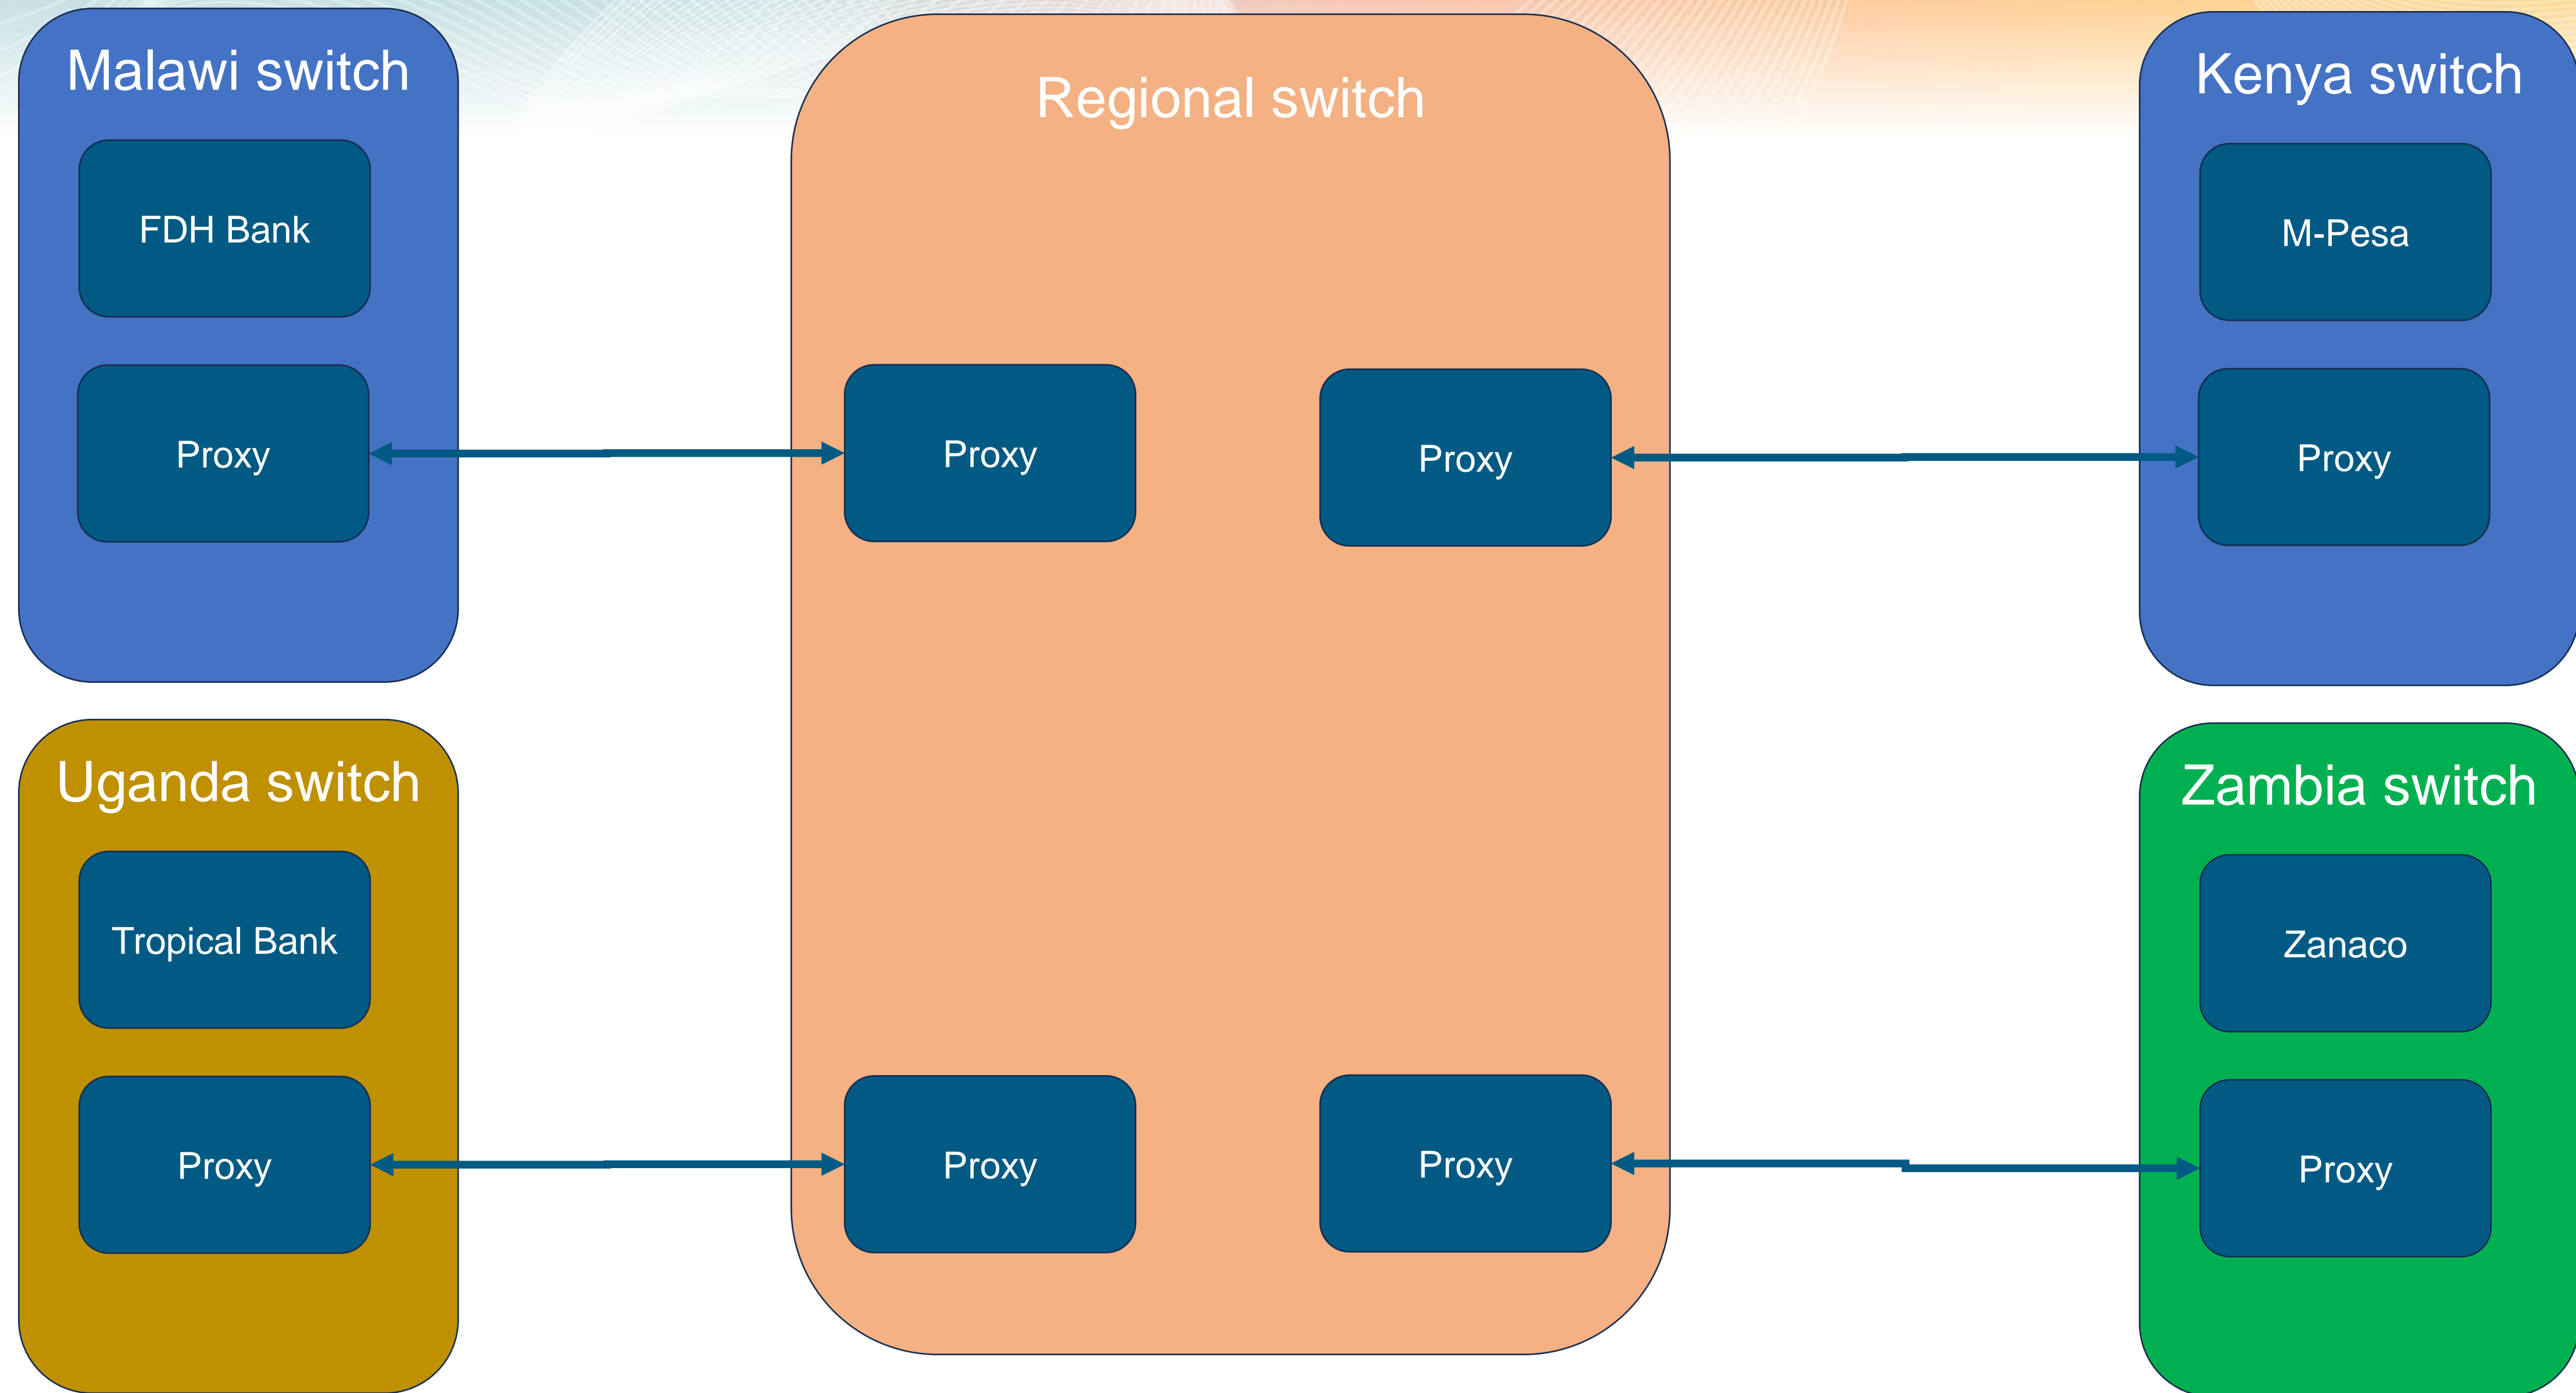 Malawi switch
FDH Bank
Proxy
Regional switch
Proxy
Proxy
Proxy
Proxy
Kenya switch
M-Pesa
Proxy
Uganda switch
Tropical Bank
Proxy
Zambia switch
Zanaco
Proxy